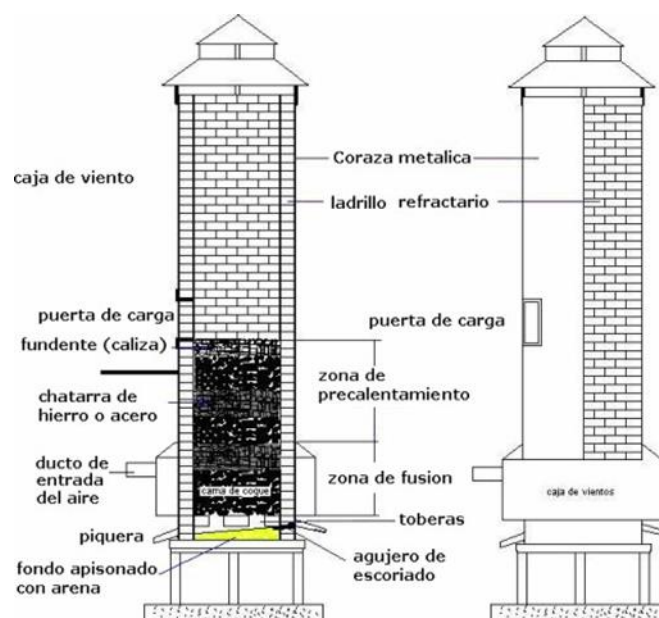 caja de viento
Coraza metalica
ladrillo refractario
puerta de carga
fundente (caliza)
chatarra de
hierro o acero
ducto de
entrada
del aire
piquera
fondo apisonado
con arena
cama de coque
zona de
precalentamiento
zona de fusion
toberas
agujero de
escoriado
puerta de carga
caja de vientos